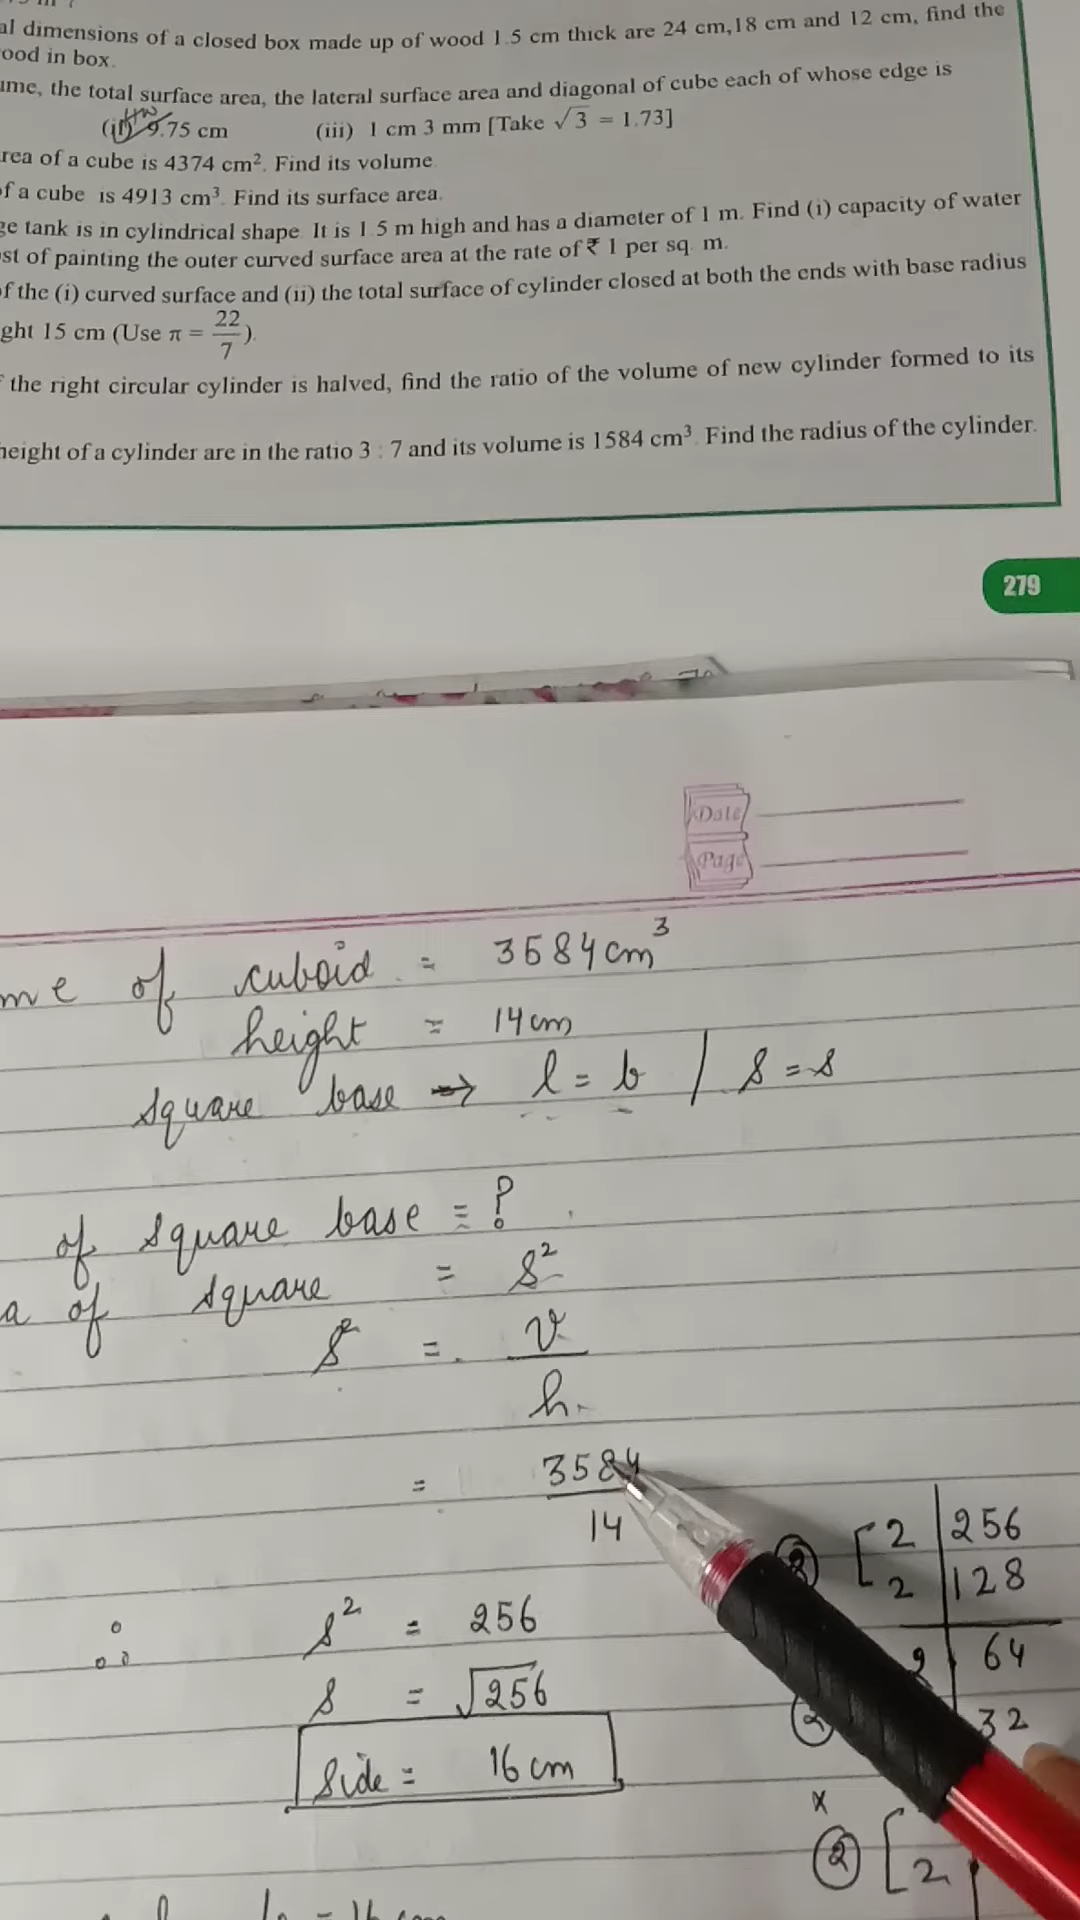 al dimensions of a closed box made up of wood 1.5 cm thick are 24 cm,18 cm and 12 cm, find the
ood in box.
ume, the total surface area, the lateral surface area and diagonal of cube each of whose edge is
HW
(ii) 9.75 cm (iii) 1 cm 3 mm [Take √3 = 1.73]
rea of a cube is 4374 cm². Find its volume.
of a cube is 4913 cm³. Find its surface area.
ge tank is in cylindrical shape. It is 1.5 m high and has a diameter of 1 m. Find (i) capacity of water
ost of painting the outer curved surface area at the rate of ₹ 1 per sq. m.
of the (i) curved surface and (ii) the total surface of cylinder closed at both the ends with base radius
ght 15 cm (Use π = 22/7).
f the right circular cylinder is halved, find the ratio of the volume of new cylinder formed to its
height of a cylinder are in the ratio 3 : 7 and its volume is 1584 cm³. Find the radius of the cylinder.
279
Date
Page
me of cuboid = 3584 cm³
height = 14 cm
square base → l = b / s = s
of square base = ?
a of square = s²
s² = v/h
= 3584/14
2 | 256
2 | 128
∴ s² = 256
64
s = √256
32
Side = 16 cm
x
2 [ 2
= 16 cm